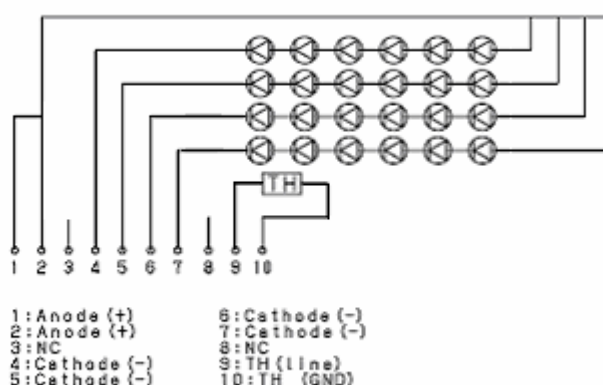 TH
1 2 3 4 5 6 7 8 9 10
1:Anode(+) 6:Cathode(-)
2:Anode(+) 7:Cathode(-)
3:NC 8:NC
4:Cathode(-) 9:TH(Line)
5:Cathode(-) 10:TH (GND)